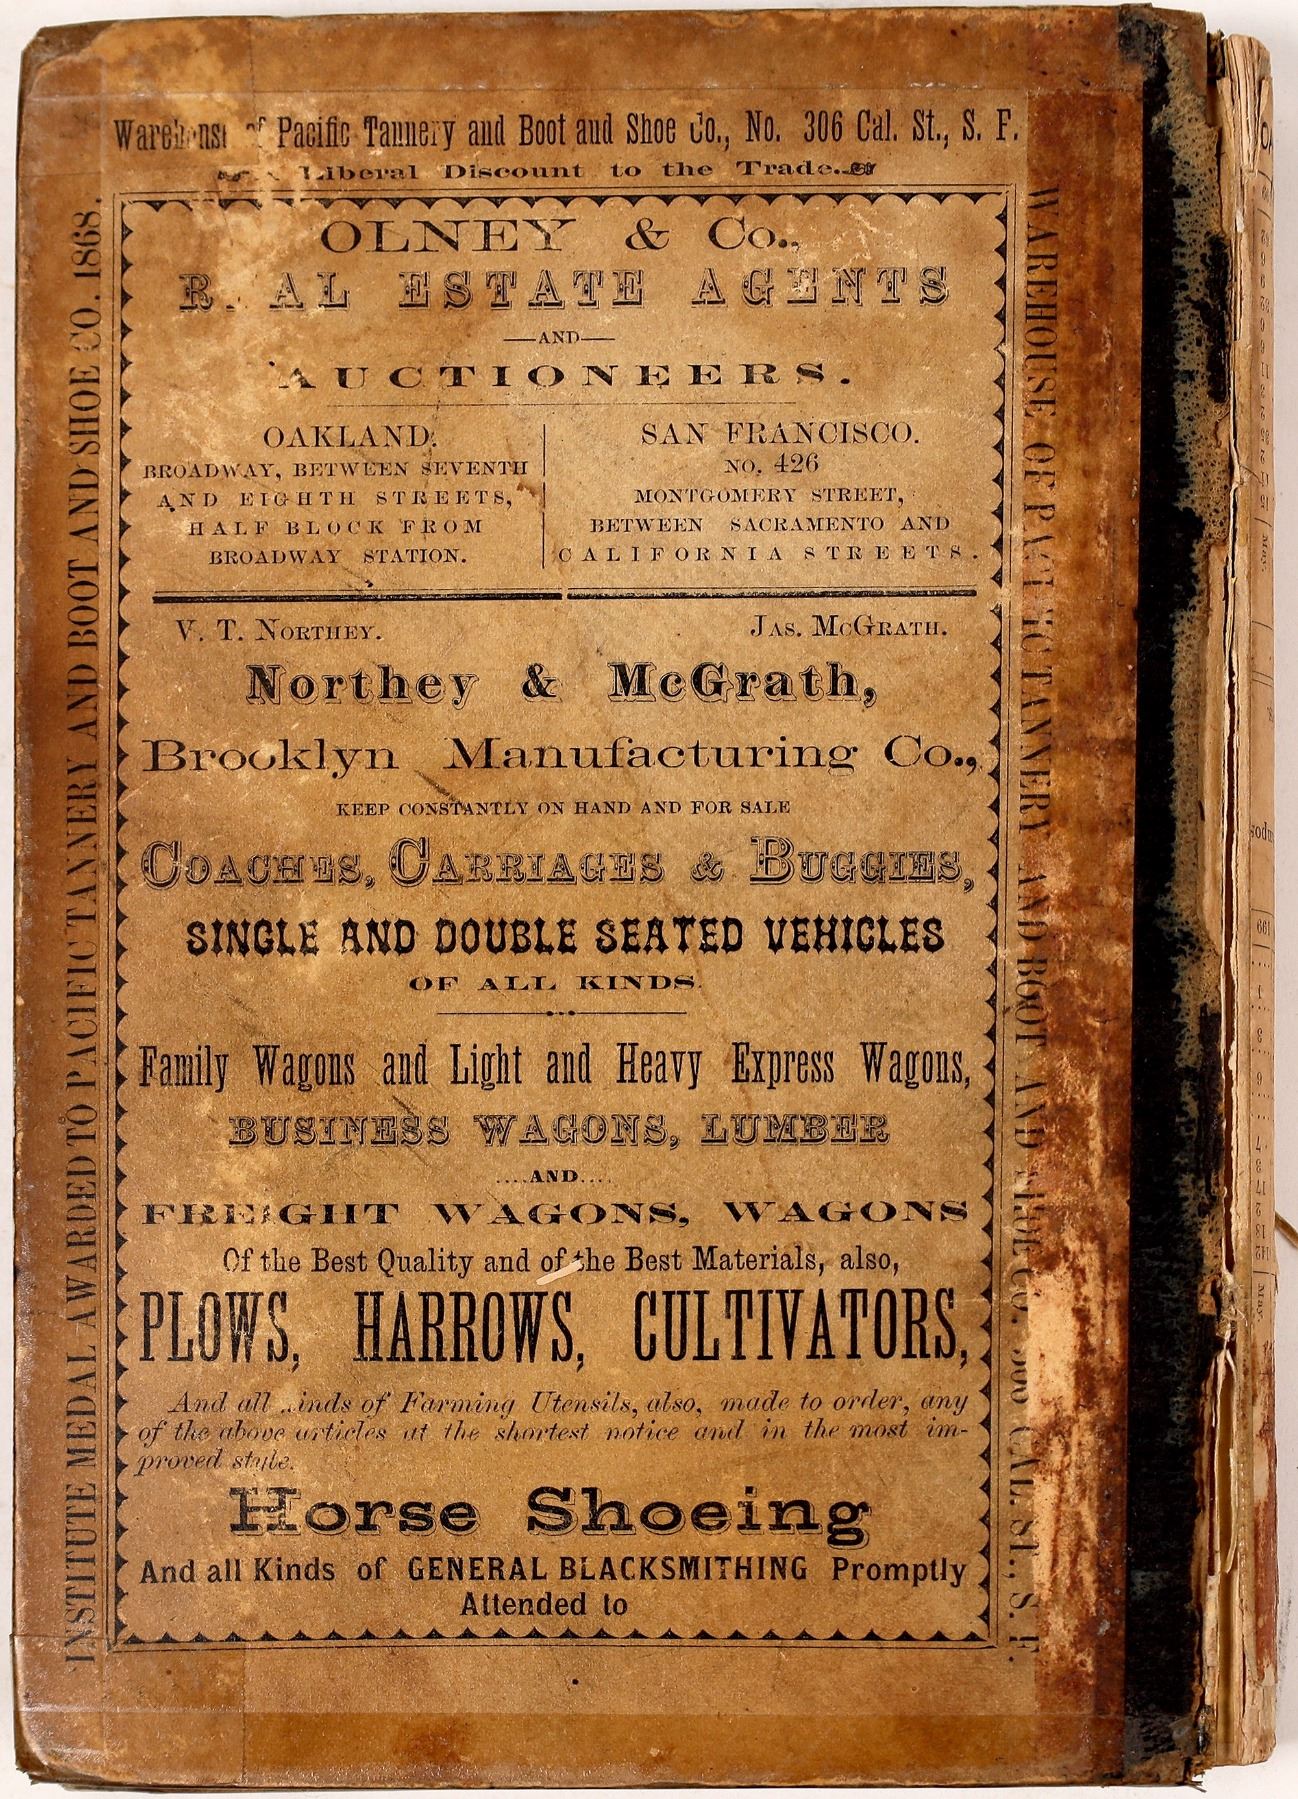 of Pacific Tannery and Boot and Shoe Co., No. 306 Cal. St., S. F.
Liberal Discount to the Trade.
INSTITUTE MEDAL AWARDED TO PACIFIC TANNERY AND BOOT AND SHOE CO. 1868.
OLNEY & Co.,
ESTATE AGENTS
—AND—
AUCTIONEERS.
OAKLAND.
BROADWAY, BETWEEN SEVENTH
AND EIGHTH STREETS,
HALF BLOCK FROM
BROADWAY STATION.
SAN FRANCISCO.
NO. 426
MONTGOMERY STREET,
BETWEEN SACRAMENTO AND
CALIFORNIA STREETS.
V. T. NORTHEY.
JAS. McGRATH.
Northey & McGrath,
Brooklyn Manufacturing Co.,
KEEP CONSTANTLY ON HAND AND FOR SALE
COACHES, CARRIAGES & BUGGIES,
SINGLE AND DOUBLE SEATED VEHICLES
OF ALL KINDS.
Family Wagons and Light and Heavy Express Wagons,
BUSINESS WAGONS, LUMBER
....AND....
FREIGHT WAGONS, WAGONS
Of the Best Quality and of the Best Materials, also,
PLOWS, HARROWS, CULTIVATORS,
And all kinds of Farming Utensils, also, made to order, any
of the above articles at the shortest notice and in the most im-
proved style.
Horse Shoeing
And all Kinds of GENERAL BLACKSMITHING Promptly
Attended to
WAREHOUSE OF PACIFIC TANNERY AND BOOT AND SHOE CO. 306 CAL. ST., S. F.